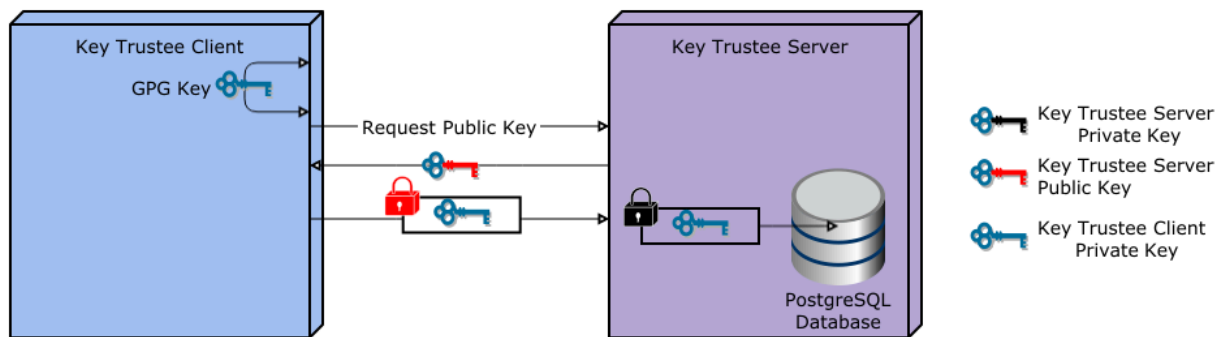 Key Trustee Client
GPG Key
Request Public Key
Key Trustee Server
PostgreSQL
Database
Key Trustee Server
Private Key
Key Trustee Server
Public Key
Key Trustee Client
Private Key